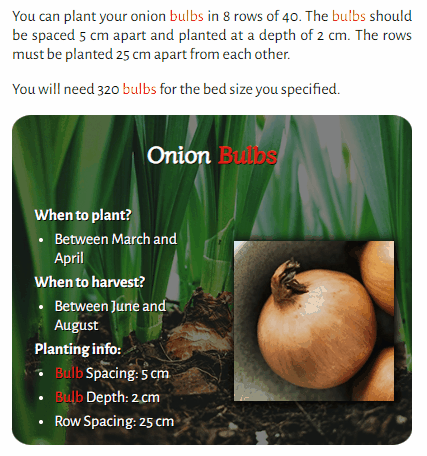 You can plant your onion bulbs in 8 rows of 40. The bulbs should
be spaced 5 cm apart and planted at a depth of 2 cm. The rows
must be planted 25 cm apart from each other.
You will need 320 bulbs for the bed size you specified.
Onion Bulbs
When to plant?
• Between March and
April
When to harvest?
• Between June and
August
Planting info:
• Bulb Spacing: 5 cm
• Bulb Depth: 2 cm
• Row Spacing: 25 cm